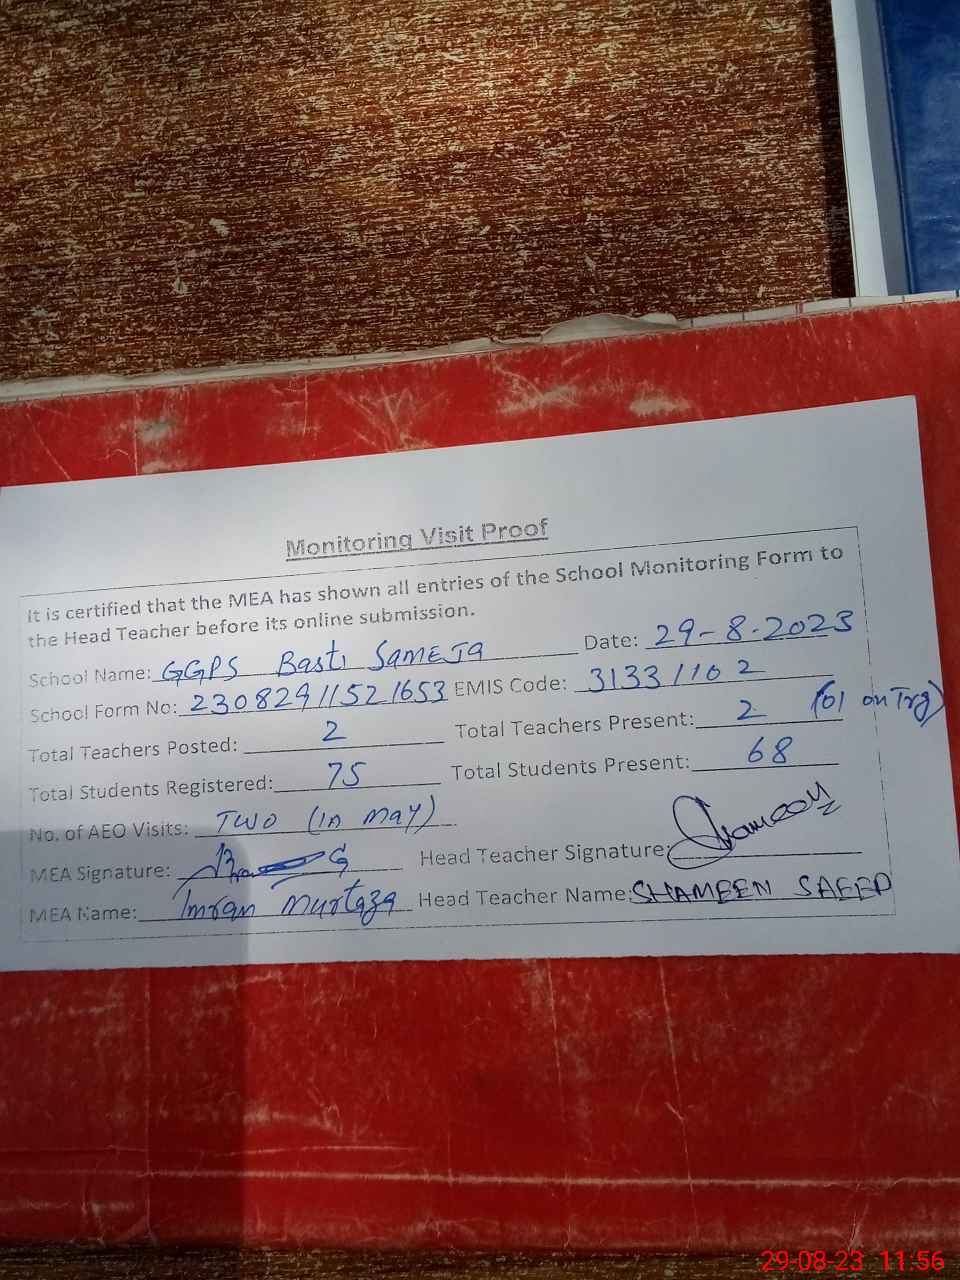 Monitoring Visit Proof
It is certified that the MEA has shown all entries of the School Monitoring Form to
the Head Teacher before its online submission.
School Name: GGPS Basti SameJa Date: 29-8-2023
School Form No: 23082911521653 EMIS Code: 31331102
Total Teachers Posted: 2 Total Teachers Present: 2 (01 on Trg)
Total Students Registered: 75 Total Students Present: 68
No. of AEO Visits: Two (in may)
MEA Signature: Head Teacher Signature:
MEA Name: Imran Murtaza Head Teacher Name: SHAMEEN SAEED
29-08-23 11:56